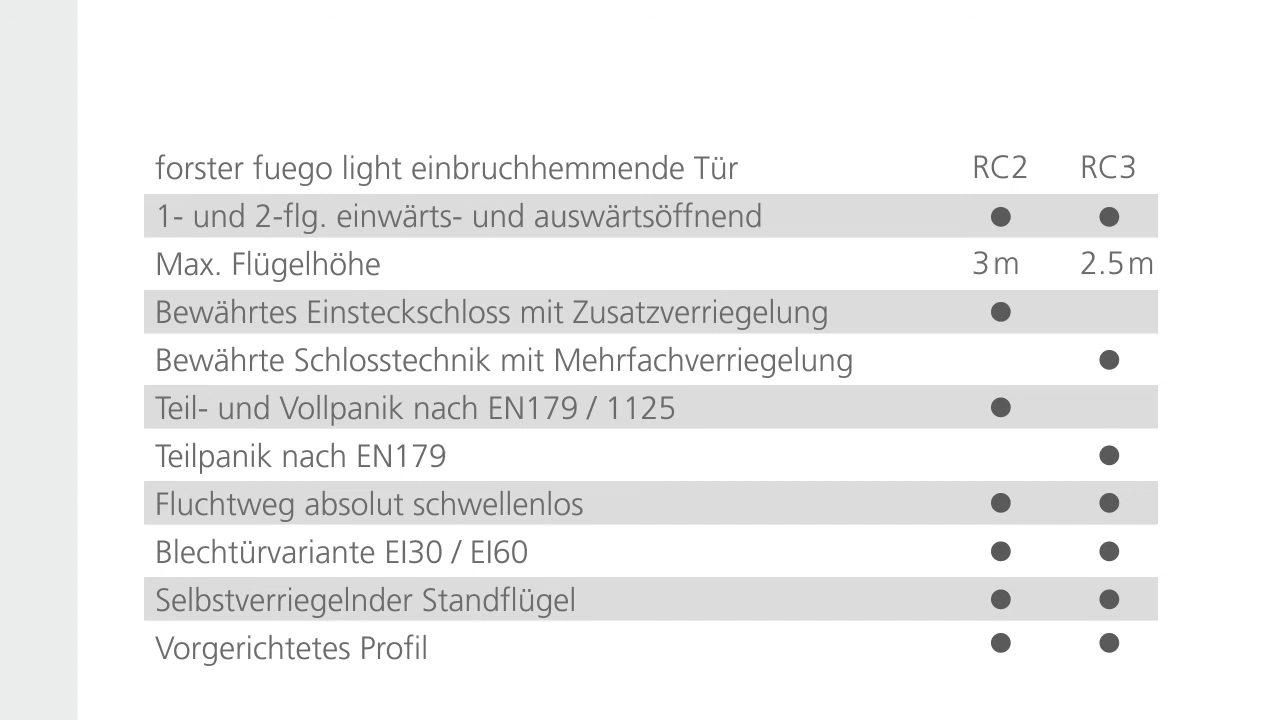 forster fuego light einbruchhemmende Tür RC2 RC3
1- und 2-flg. einwärts- und auswärtsöffnend ● ●
Max. Flügelhöhe 3 m 2.5 m
Bewährtes Einsteckschloss mit Zusatzverriegelung ●
Bewährte Schlosstechnik mit Mehrfachverriegelung ●
Teil- und Vollpanik nach EN179 / 1125 ●
Teilpanik nach EN179 ●
Fluchtweg absolut schwellenlos ● ●
Blechtürvariante EI30 / EI60 ● ●
Selbstverriegelnder Standflügel ● ●
Vorgerichtetes Profil ● ●